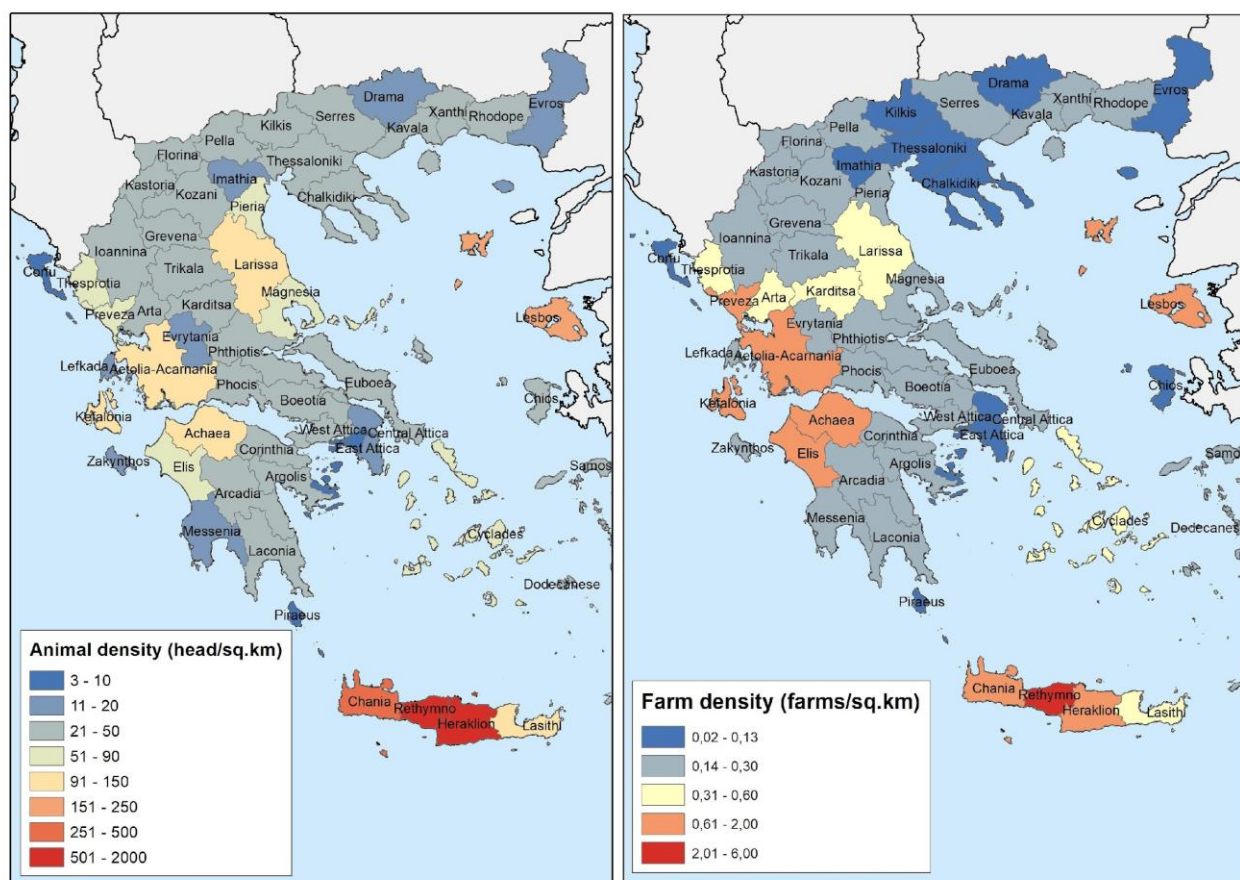 Drama
Xanthi
Evros
Serres
Rhodope
Kilkis
Kavala
Pella
Florina
Thessaloniki
Imathia
Kastoria
Kozani
Chalkidiki
Pieria
Grevena
Ioannina
Larissa
Corfu
Trikala
Thesprotia
Magnesia
Karditsa
Arta
Preveza
Lesbos
Evrytania
Phthiotis
Lefkada
Aetolia-Acarnania
Phocis
Euboea
Boeotia
Chios
Kefalonia
West Attica
Central Attica
Achaea
East Attica
Corinthia
Zakynthos
Elis
Samos
Argolis
Arcadia
Messenia
Cyclades
Laconia
Dodecanese
Piraeus
Chania
Rethymno
Heraklion
Lasithi
Animal density (head/sq.km)
3 - 10
11 - 20
21 - 50
51 - 90
91 - 150
151 - 250
251 - 500
501 - 2000
Drama
Xanthi
Evros
Serres
Rhodope
Kilkis
Kavala
Pella
Florina
Thessaloniki
Imathia
Kastoria
Kozani
Chalkidiki
Pieria
Grevena
Ioannina
Larissa
Corfu
Trikala
Thesprotia
Magnesia
Karditsa
Arta
Preveza
Lesbos
Evrytania
Phthiotis
Lefkada
Aetolia-Acarnania
Phocis
Euboea
Boeotia
Chios
Kefalonia
West Attica
Central Attica
Achaea
East Attica
Corinthia
Zakynthos
Elis
Samos
Argolis
Arcadia
Messenia
Cyclades
Dodecanese
Laconia
Piraeus
Chania
Rethymno
Heraklion
Lasithi
Farm density (farms/sq.km)
0,02 - 0,13
0,14 - 0,30
0,31 - 0,60
0,61 - 2,00
2,01 - 6,00